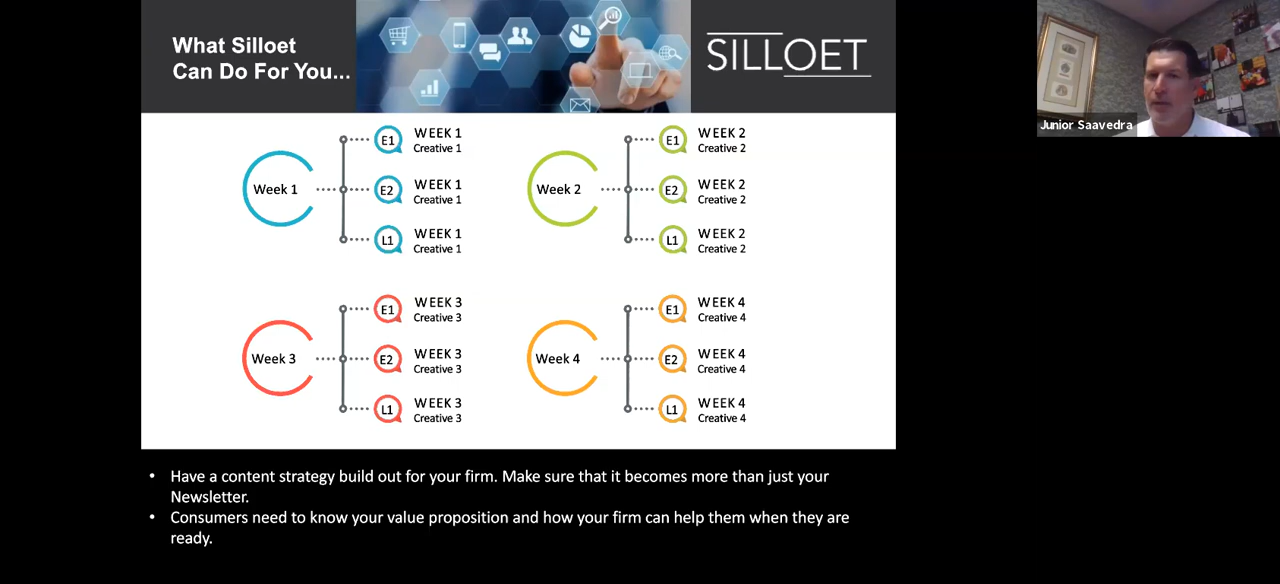 What Silloet
Can Do For You...
SILLOET
Junior Saavedra
Week 1
E1
WEEK 1
Creative 1
E2
WEEK 1
Creative 1
L1
WEEK 1
Creative 1
Week 2
E1
WEEK 2
Creative 2
E2
WEEK 2
Creative 2
L1
WEEK 2
Creative 2
Week 3
E1
WEEK 3
Creative 3
E2
WEEK 3
Creative 3
L1
WEEK 3
Creative 3
Week 4
E1
WEEK 4
Creative 4
E2
WEEK 4
Creative 4
L1
WEEK 4
Creative 4
• Have a content strategy build out for your firm. Make sure that it becomes more than just your
Newsletter.
• Consumers need to know your value proposition and how your firm can help them when they are
ready.